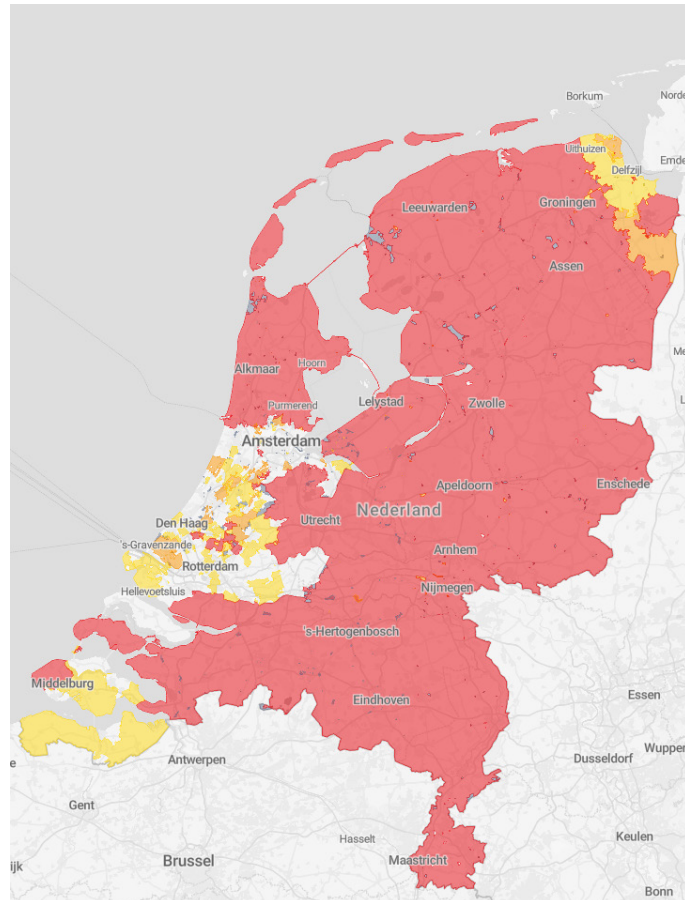 Borkum
Norde
Uithuizen
Emde
Delfzijl
Leeuwarden
Groningen
Assen
Me
Hoorn
Alkmaar
Purmerend
Lelystad
Zwolle
L
Amsterdam
Apeldoorn
Enschede
Nederland
Den Haag
Utrecht
's-Gravenzande
Arnhem
Rotterdam
Nijmegen
Hellevoetsluis
's-Hertogenbosch
Middelburg
Essen
Eindhoven
Wupper
Antwerpen
Dusseldorf
e
Gent
Keulen
Hasselt
Brussel
Maastricht
ijk
Bonn